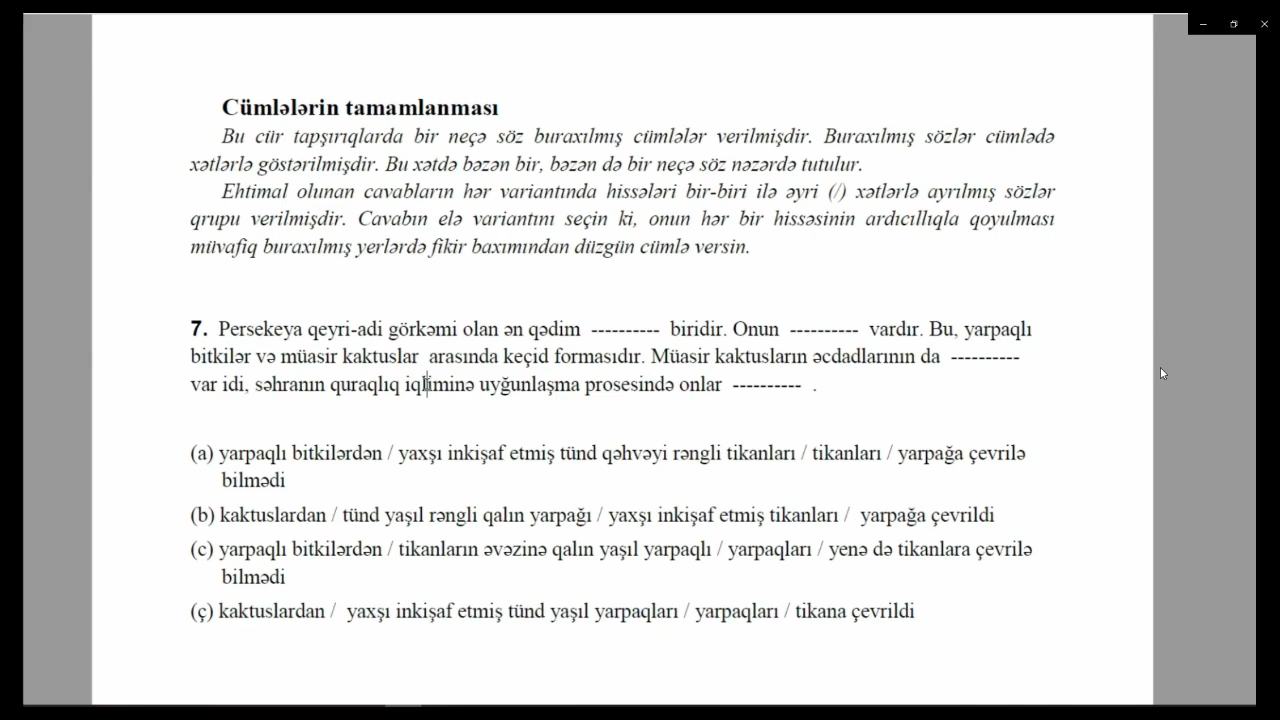 Cümlələrin tamamlanması
Bu cür tapşırıqlarda bir neçə söz buraxılmış cümlələr verilmişdir. Buraxılmış sözlər cümlədə
xətlərlə göstərilmişdir. Bu xətdə bəzən bir, bəzən də bir neçə söz nəzərdə tutulur.
Ehtimal olunan cavabların hər variantında hissələri bir-biri ilə əyri (/) xətlərlə ayrılmış sözlər
qrupu verilmişdir. Cavabın elə variantını seçin ki, onun hər bir hissəsinin ardıcıllıqla qoyulması
müvafiq buraxılmış yerlərdə fikir baxımından düzgün cümlə versin.
7. Persekeya qeyri-adi görkəmi olan ən qədim ---------- biridir. Onun ---------- vardır. Bu, yarpaqlı
bitkilər və müasir kaktuslar arasında keçid formasıdır. Müasir kaktusların əcdadlarının da ----------
var idi, səhranın quraqlıq iqliminə uyğunlaşma prosesində onlar ---------- .
(a) yarpaqlı bitkilərdən / yaxşı inkişaf etmiş tünd qəhvəyi rəngli tikanları / tikanları / yarpağa çevrilə
bilmədi
(b) kaktuslardan / tünd yaşıl rəngli qalın yarpağı / yaxşı inkişaf etmiş tikanları / yarpağa çevrildi
(c) yarpaqlı bitkilərdən / tikanların əvəzinə qalın yaşıl yarpaqlı / yarpaqları / yenə də tikanlara çevrilə
bilmədi
(ç) kaktuslardan / yaxşı inkişaf etmiş tünd yaşıl yarpaqları / yarpaqları / tikana çevrildi